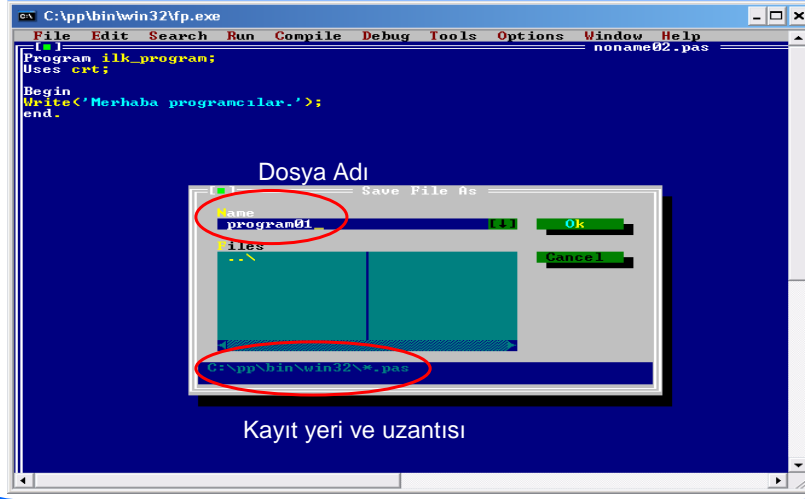 C:\pp\bin\win32\fp.exe
File Edit Search Run Compile Debug Tools Options Window Help
noname02.pas
Program ilk_program;
Uses crt;
Begin
Write('Merhaba programcılar.');
end.
Dosya Adı
Save File As
Name
program01_
Ok
Files
..\
Cancel
C:\pp\bin\win32\*.pas
Kayıt yeri ve uzantısı